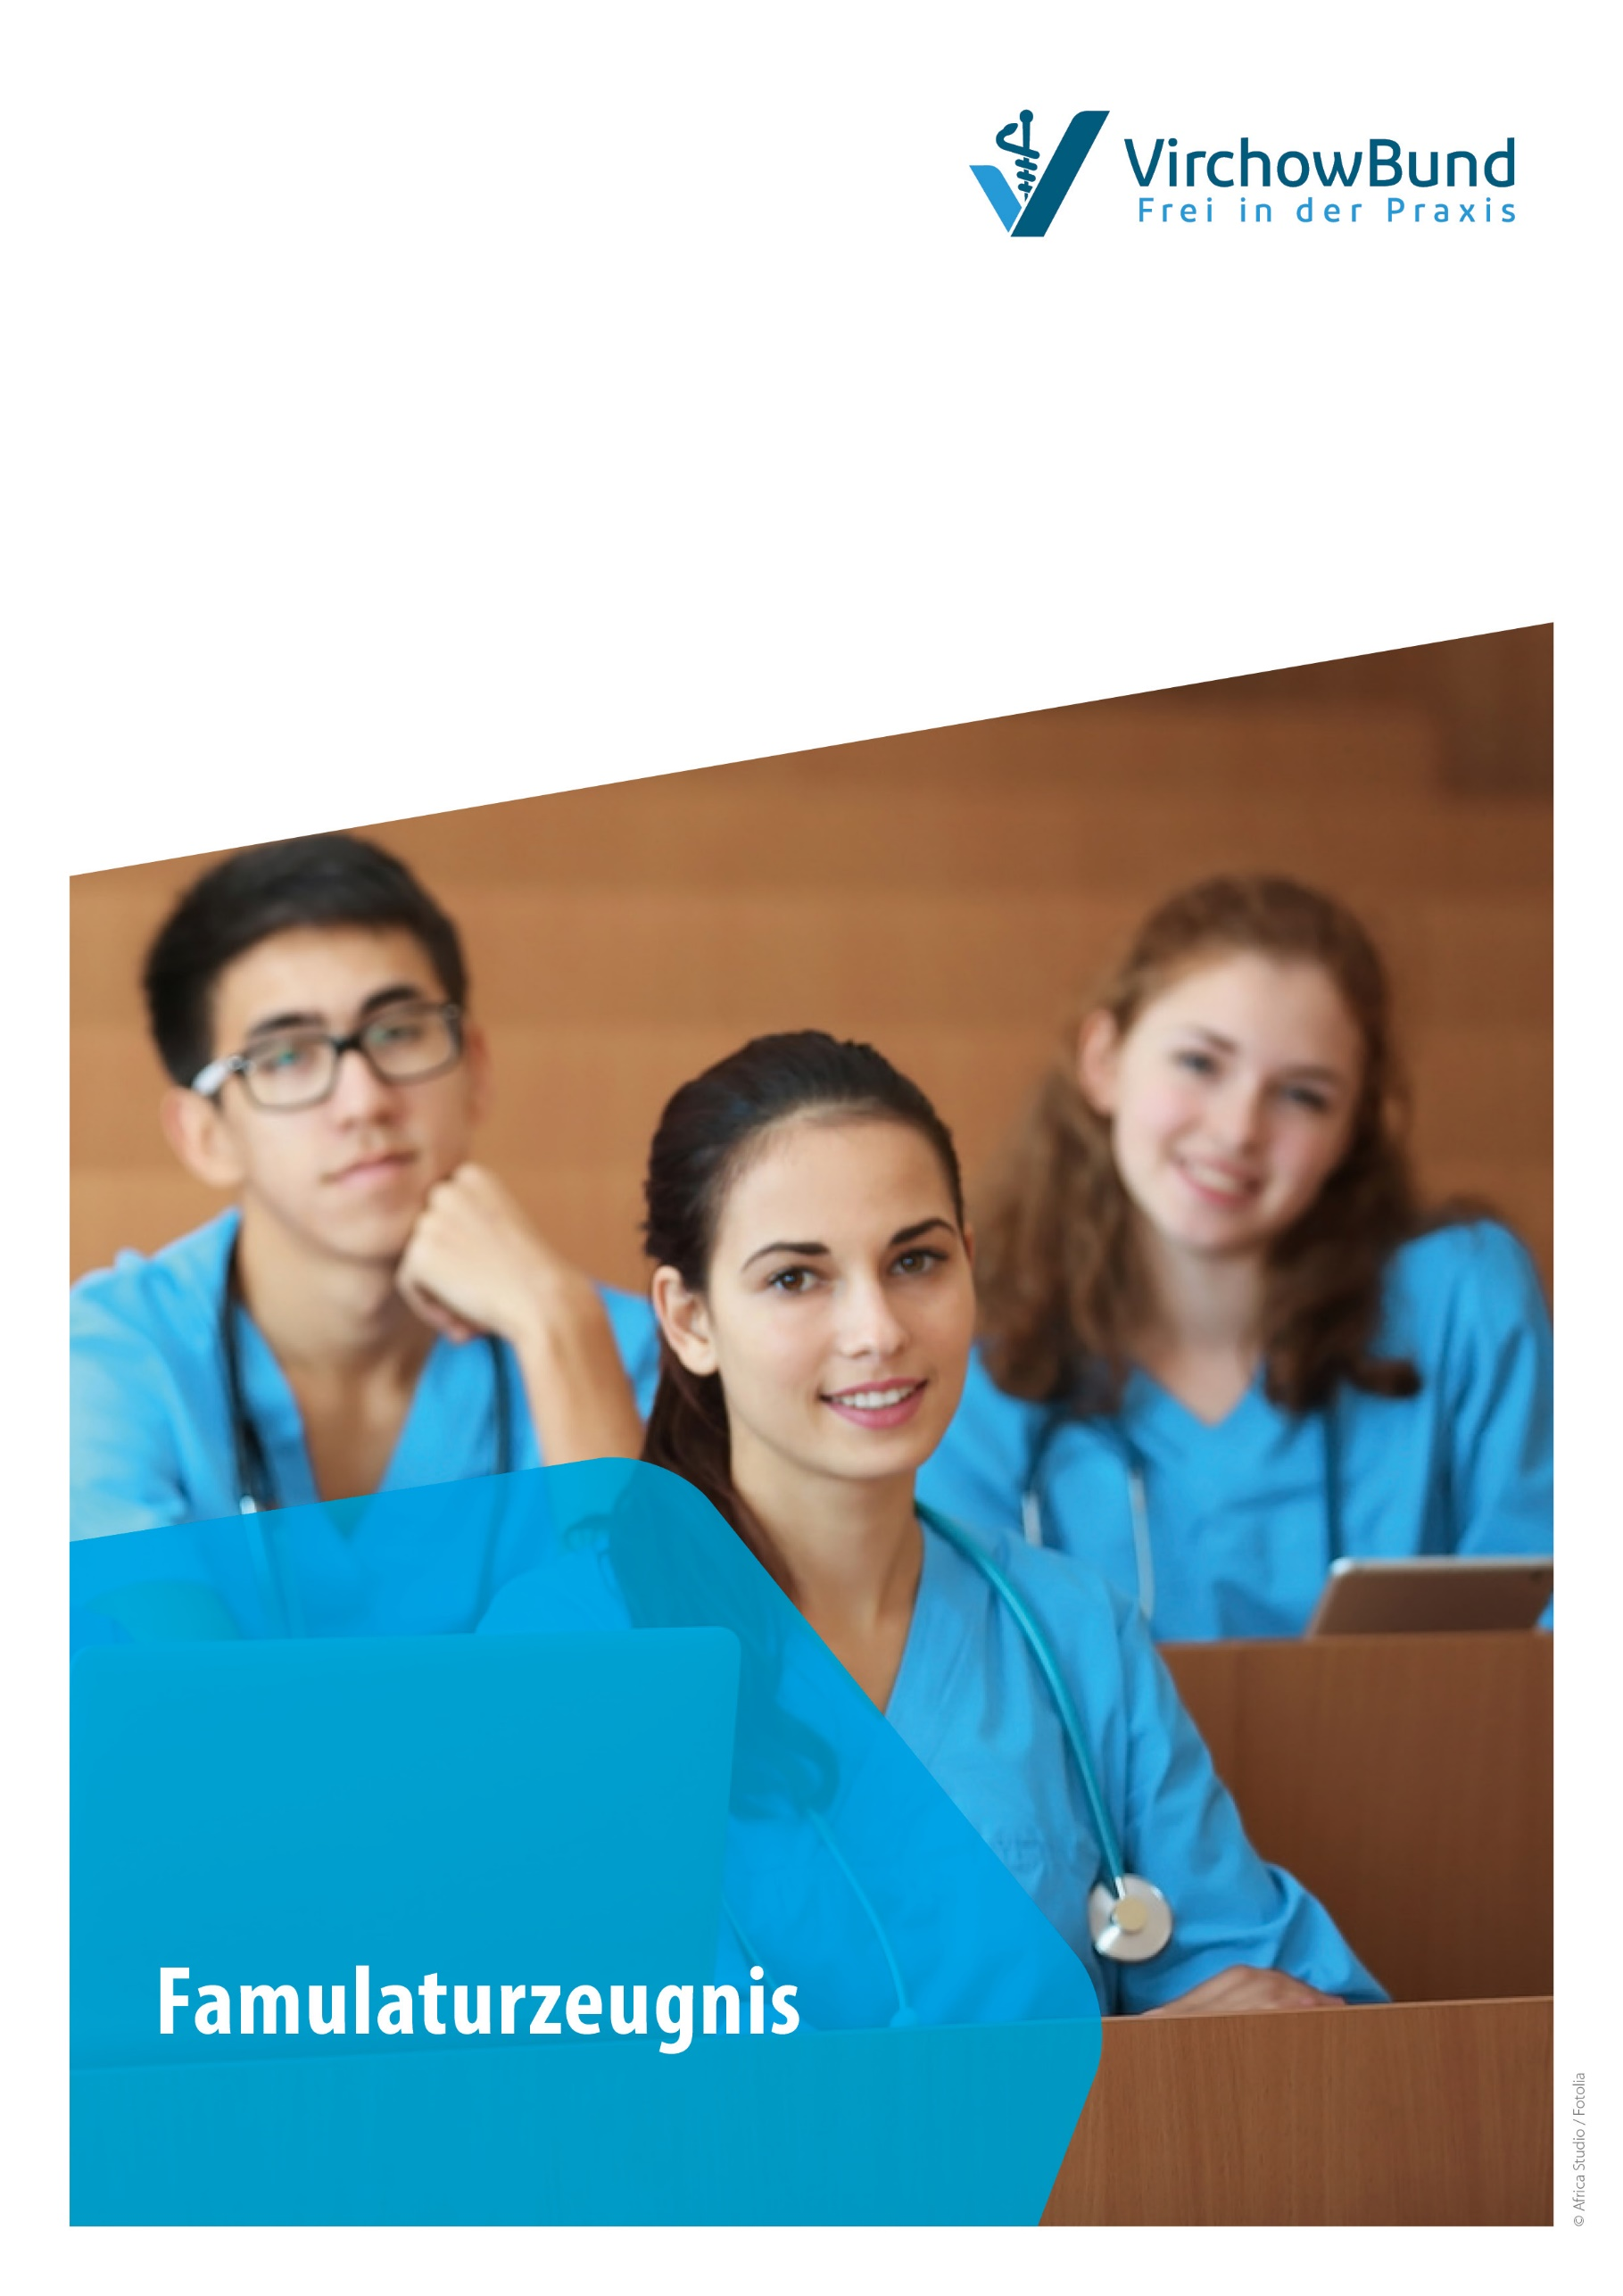 VirchowBund
Frei in der Praxis
Famulaturzeugnis
© Africa Studio / Fotolia